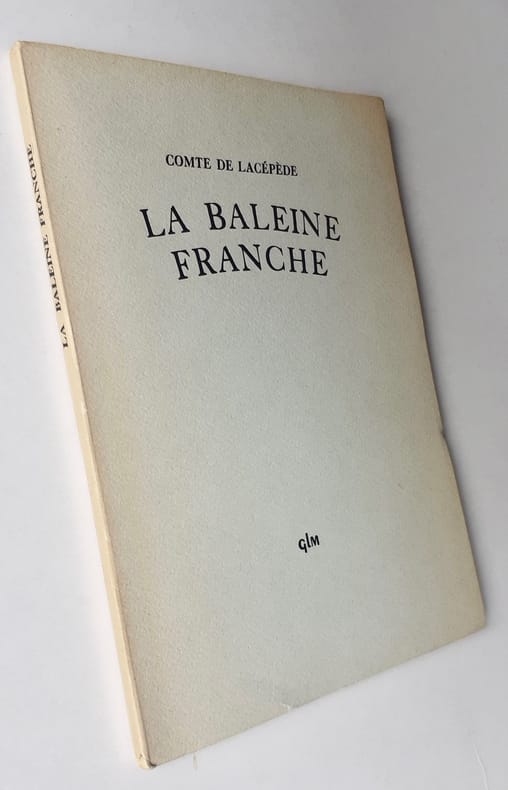 COMTE DE LACÉPÈDE
LA BALEINE
FRANCHE
GLM
LA BALEINE FRANCHE